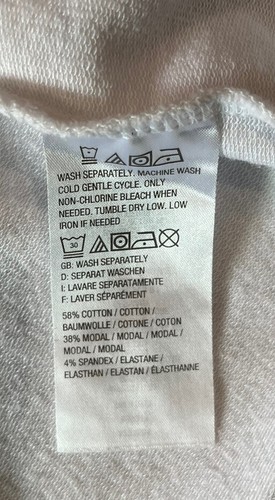 WASH SEPARATELY. MACHINE WASH
COLD GENTLE CYCLE. ONLY
NON-CHLORINE BLEACH WHEN
NEEDED. TUMBLE DRY LOW. LOW
IRON IF NEEDED
30
GB: WASH SEPARATELY
D: SEPARAT WASCHEN
I: LAVARE SEPARATAMENTE
F: LAVER SÉPARÉMENT
58% COTTON / COTTON /
BAUMWOLLE / COTONE / COTON
38% MODAL / MODAL / MODAL /
MODAL / MODAL
4% SPANDEX / ELASTANE /
ELASTHAN / ELASTAN / ÉLASTHANNE